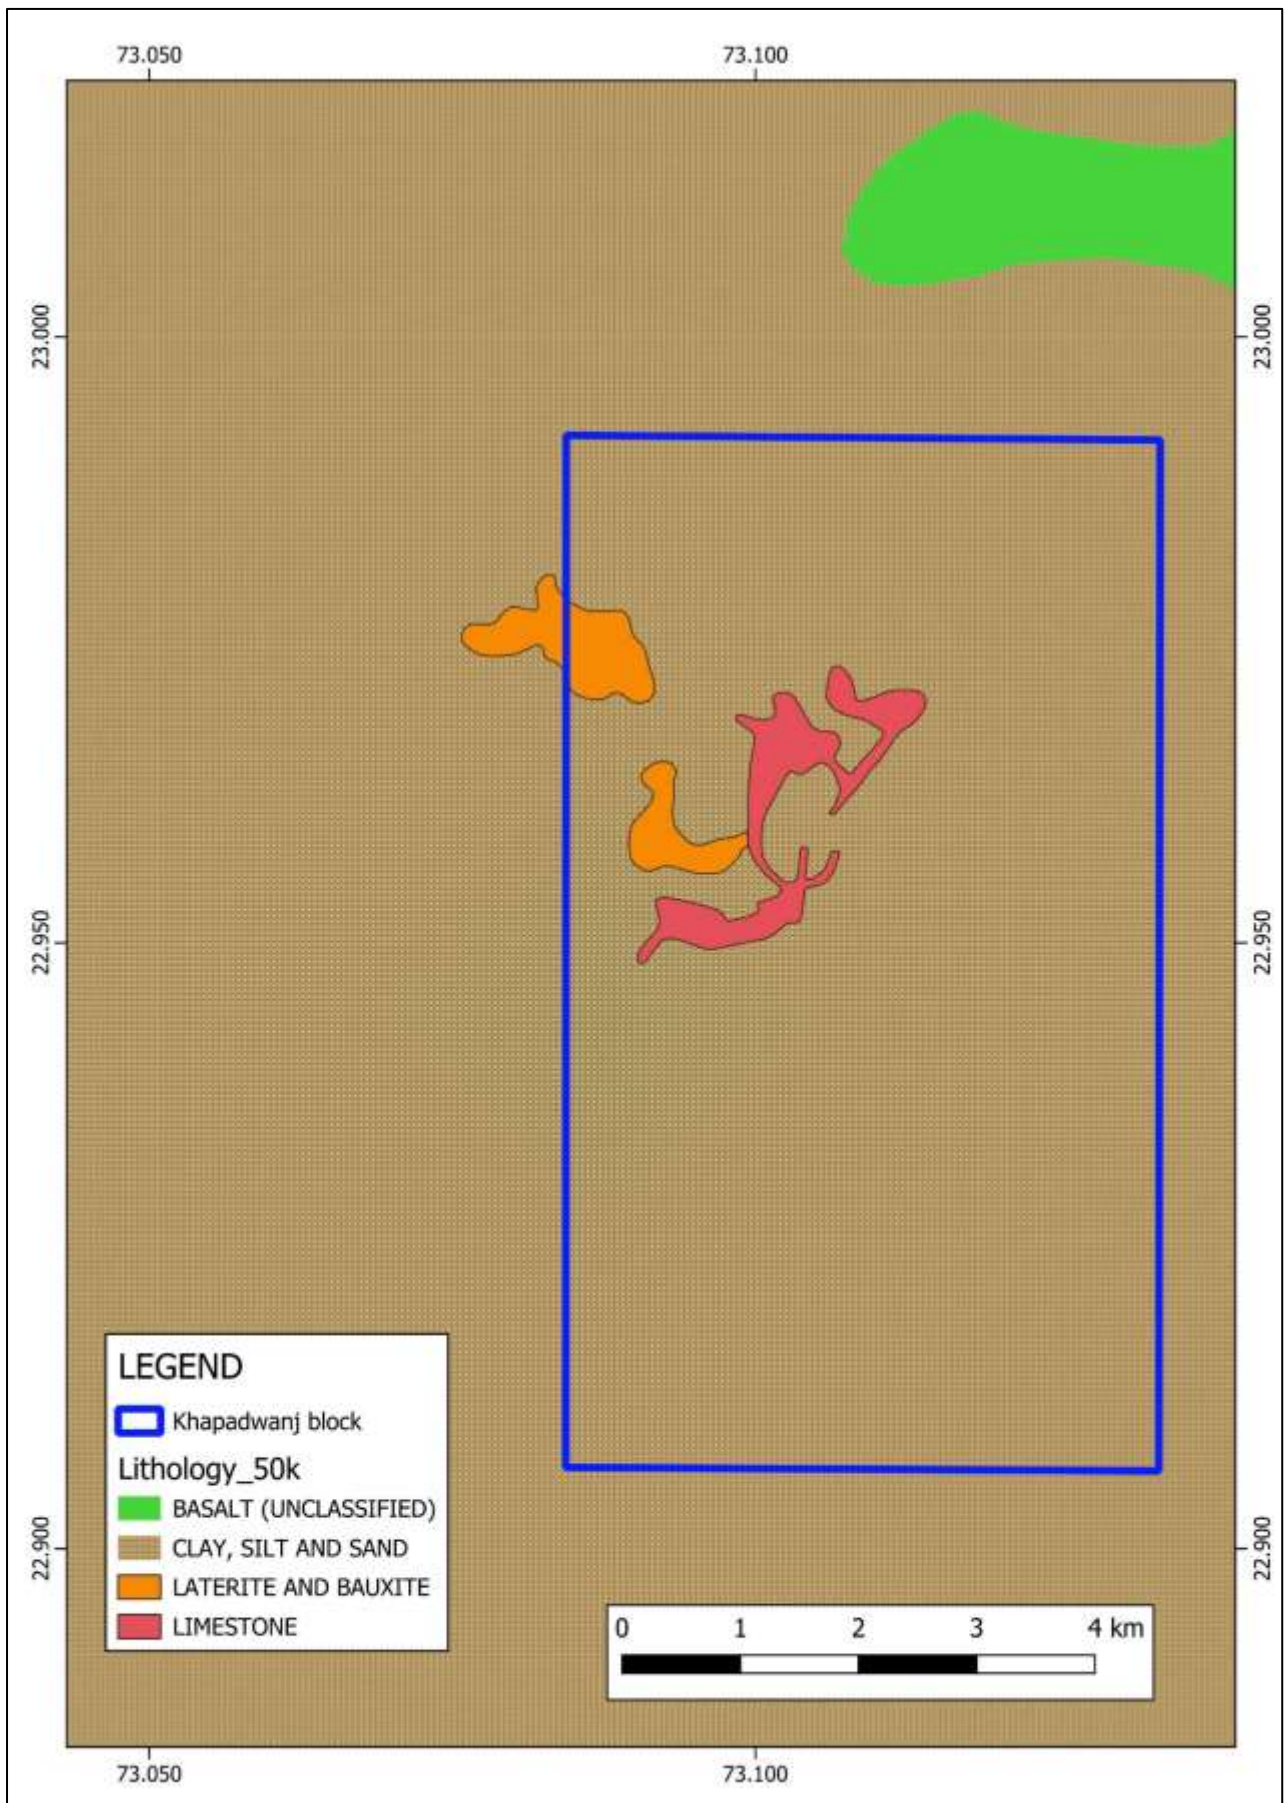 73.050 73.100
23.000 23.000
22.950 22.950
LEGEND
Khapadwanj block
Lithology_50k
BASALT (UNCLASSIFIED)
CLAY, SILT AND SAND
LATERITE AND BAUXITE
LIMESTONE
22.900 22.900
0 1 2 3 4 km
73.050 73.100